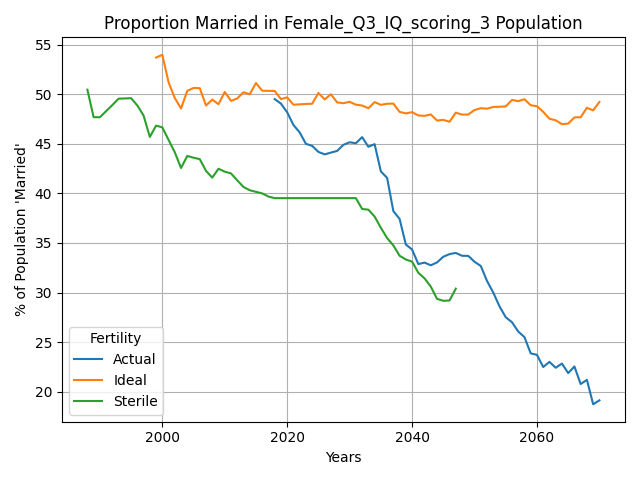 Proportion Married in Female_Q3_IQ_scoring_3 Population
% of Population 'Married'
55
50
45
40
35
30
25
20
Fertility
Actual
Ideal
Sterile
2000
2020
2040
2060
Years